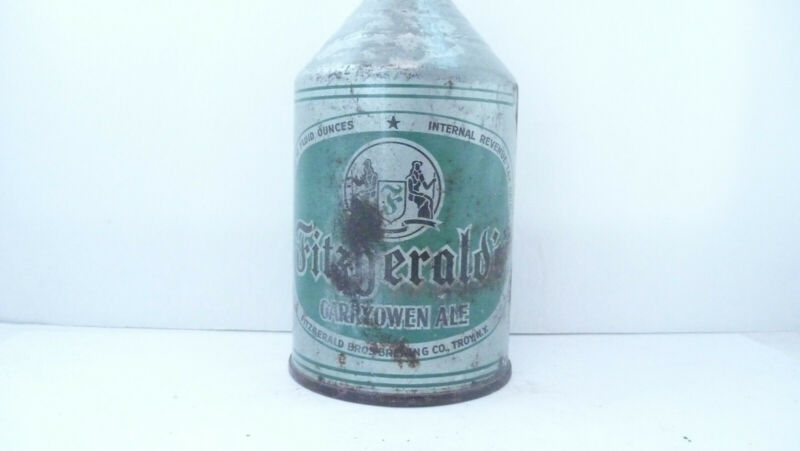 FLUID OUNCES ★ INTERNAL REVENUE
F
Fitzgerald's
GARRYOWEN ALE
FITZGERALD BROS. BREWING CO., TROY, N.Y.